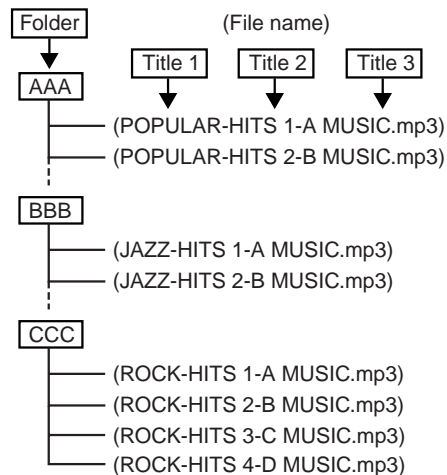 Folder (File name)
Title 1 Title 2 Title 3
AAA
(POPULAR-HITS 1-A MUSIC.mp3)
(POPULAR-HITS 2-B MUSIC.mp3)
BBB
(JAZZ-HITS 1-A MUSIC.mp3)
(JAZZ-HITS 2-B MUSIC.mp3)
CCC
(ROCK-HITS 1-A MUSIC.mp3)
(ROCK-HITS 2-B MUSIC.mp3)
(ROCK-HITS 3-C MUSIC.mp3)
(ROCK-HITS 4-D MUSIC.mp3)